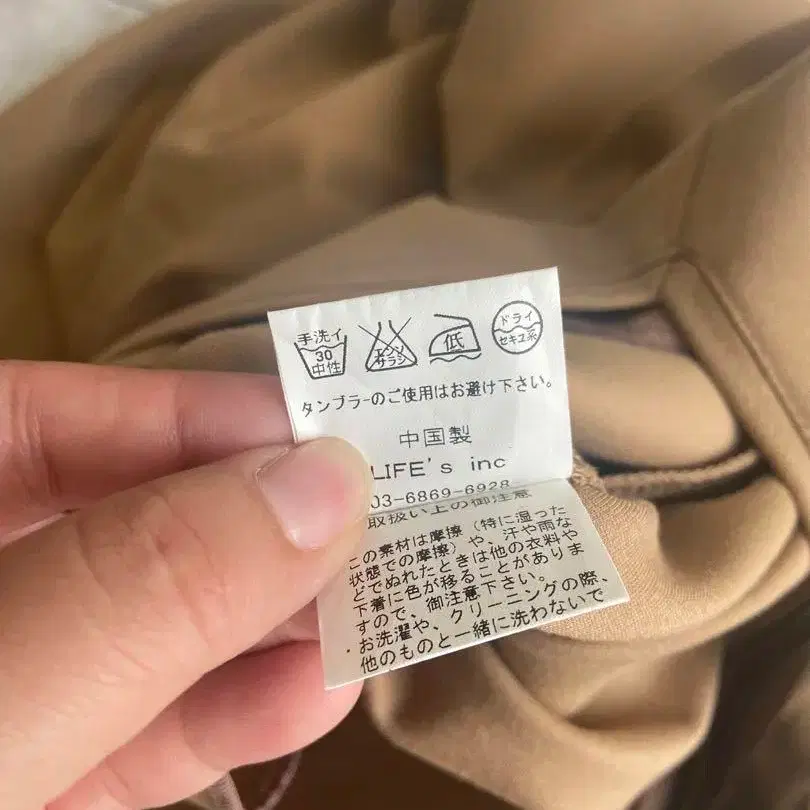 手洗イ
30
中性
エンソ
サラシ
低
ドライ
セキユ系
タンブラーのご使用はお避け下さい。
中国製
LIFE's inc
03-6869-6928
取扱い上の御注意
この素材は摩擦（特に湿った
状態での摩擦）や、汗や雨な
どでぬれたときは他の衣料や
下着に色が移ることがありま
すので、御注意下さい。
・お洗濯や、クリーニングの際、
他のものと一緒に洗わないで